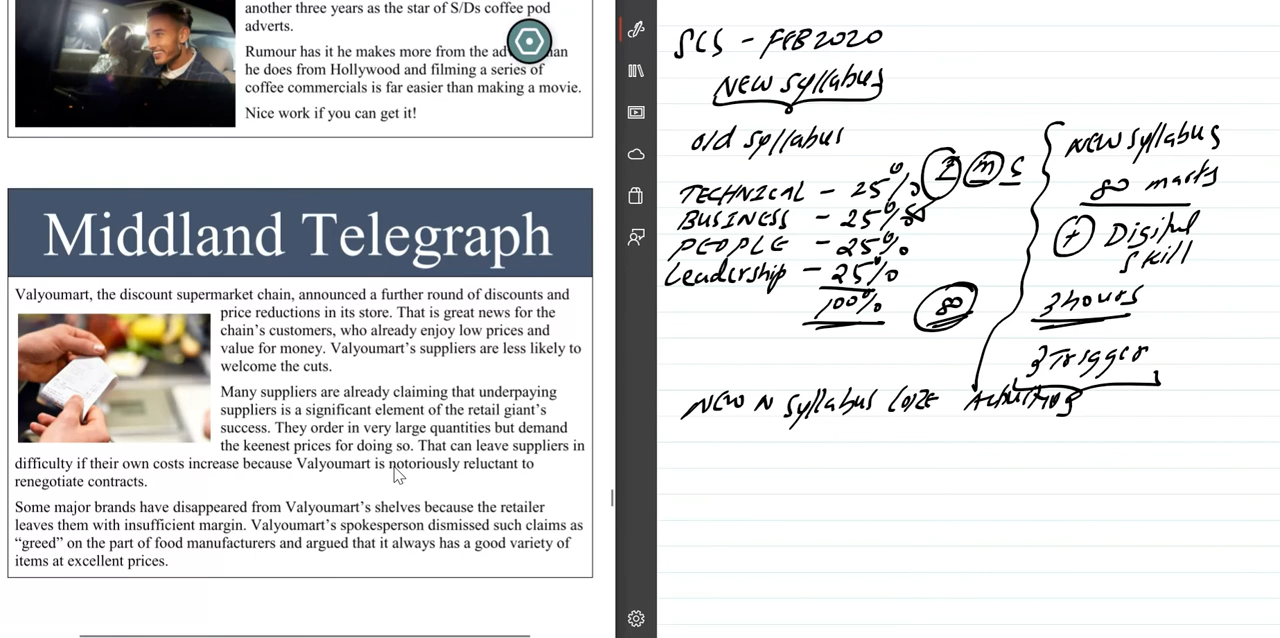 another three years as the star of S/Ds coffee pod
adverts.
Rumour has it he makes more from the ad an
he does from Hollywood and filming a series of
coffee commercials is far easier than making a movie.
Nice work if you can get it!
Middland Telegraph
Valyoumart, the discount supermarket chain, announced a further round of discounts and
price reductions in its store. That is great news for the
chain's customers, who already enjoy low prices and
value for money. Valyoumart's suppliers are less likely to
welcome the cuts.
Many suppliers are already claiming that underpaying
suppliers is a significant element of the retail giant's
success. They order in very large quantities but demand
the keenest prices for doing so. That can leave suppliers in
difficulty if their own costs increase because Valyoumart is notoriously reluctant to
renegotiate contracts.
Some major brands have disappeared from Valyoumart's shelves because the retailer
leaves them with insufficient margin. Valyoumart's spokesperson dismissed such claims as
“greed” on the part of food manufacturers and argued that it always has a good variety of
items at excellent prices.
SCS - FEB 2020
NEW syllabus
old syllabus
TECHNICAL - 25%
BUSINESS - 25%
PEOPLE - 25%
Leadership - 25%
100%
80
m S
NEW syllabus
80 marks
+ Digital
skill
3 hours
3 Trigger
NEW N syllabus CORE Activities